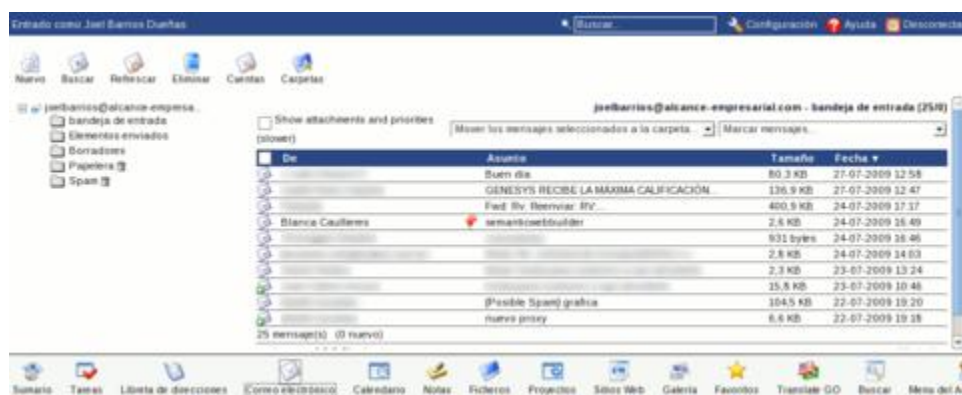 Entrado como Joel Barrios Dueñas Buscar... Configuración Ayuda Desconecta
Nuevo Buscar Refrescar Eliminar Cuentas Carpetas
joelbarrios@alcance-empresa... joelbarrios@alcance-empresarial.com - bandeja de entrada (25/0)
bandeja de entrada
Elementos enviados
Borradores
Papelera
Spam
Show attachments and priorities
(slower)
Mover los mensajes seleccionados a la carpeta... Marcar mensajes...
De Asunto Tamaño Fecha
Buen dia. 80,3 KB 27-07-2009 12:58
GENESYS RECIBE LA MÁXIMA CALIFICACIÓN... 136,9 KB 27-07-2009 12:47
Fwd: Rv: Reenviar: RV:... 400,9 KB 24-07-2009 17:17
Blanca Caulleres semanticwebbuilder 2,6 KB 24-07-2009 16:49
931 bytes 24-07-2009 16:46
2,8 KB 24-07-2009 14:03
2,3 KB 23-07-2009 13:24
15,8 KB 23-07-2009 10:46
(Posible Spam) grafica 104,5 KB 22-07-2009 19:20
nuevo proxy 6,6 KB 22-07-2009 19:18
25 mensaje(s) (0 nuevo)
Sumario Tareas Libreta de direcciones Correo electrónico Calendario Notas Ficheros Proyectos Sitios Web Galería Favoritos Translate GO Buscar Menu del A